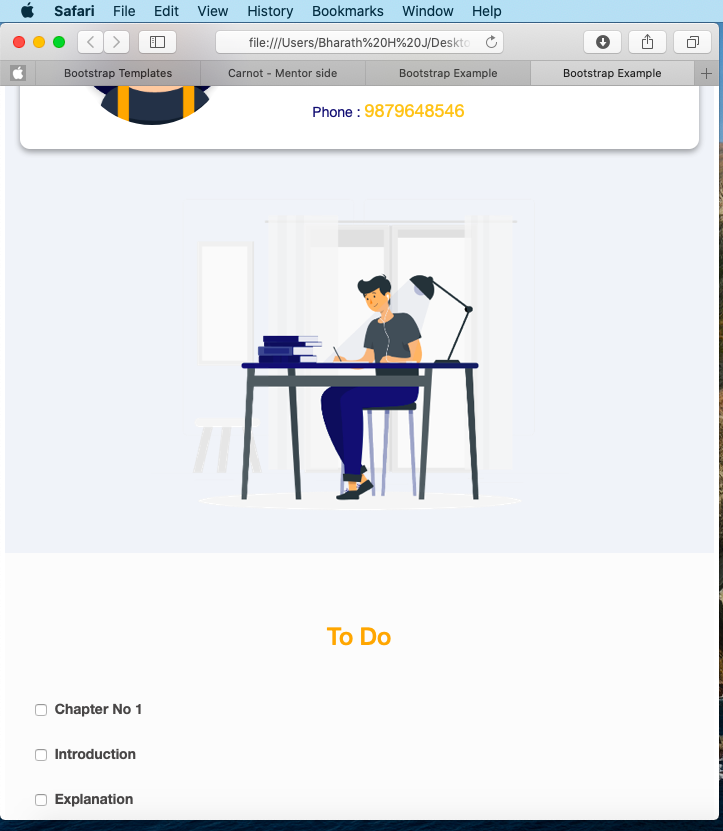 Safari File Edit View History Bookmarks Window Help
file:///Users/Bharath%20H%20J/Deskto
Bootstrap Templates Carnot - Mentor side Bootstrap Example Bootstrap Example
Phone : 9879648546
To Do
Chapter No 1
Introduction
Explanation